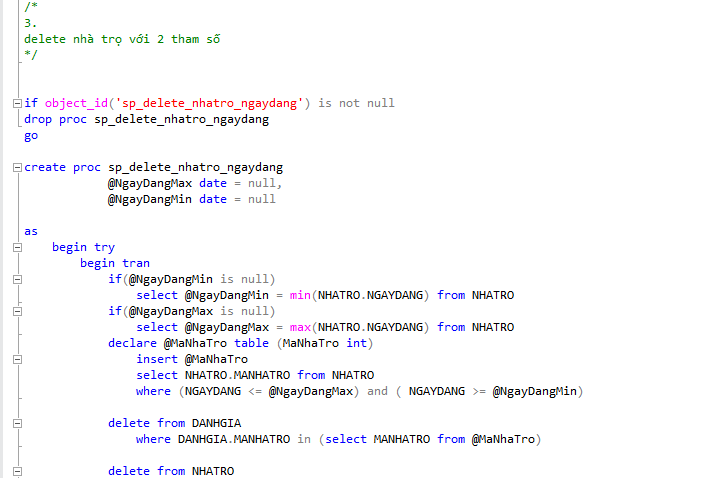 /*
3.
delete nhà trọ với 2 tham số
*/
if object_id('sp_delete_nhatro_ngaydang') is not null
drop proc sp_delete_nhatro_ngaydang
go
create proc sp_delete_nhatro_ngaydang
@NgayDangMax date = null,
@NgayDangMin date = null
as
begin try
begin tran
if(@NgayDangMin is null)
select @NgayDangMin = min(NHATRO.NGAYDANG) from NHATRO
if(@NgayDangMax is null)
select @NgayDangMax = max(NHATRO.NGAYDANG) from NHATRO
declare @MaNhaTro table (MaNhaTro int)
insert @MaNhaTro
select NHATRO.MANHATRO from NHATRO
where (NGAYDANG <= @NgayDangMax) and ( NGAYDANG >= @NgayDangMin)
delete from DANHGIA
where DANHGIA.MANHATRO in (select MANHATRO from @MaNhaTro)
delete from NHATRO